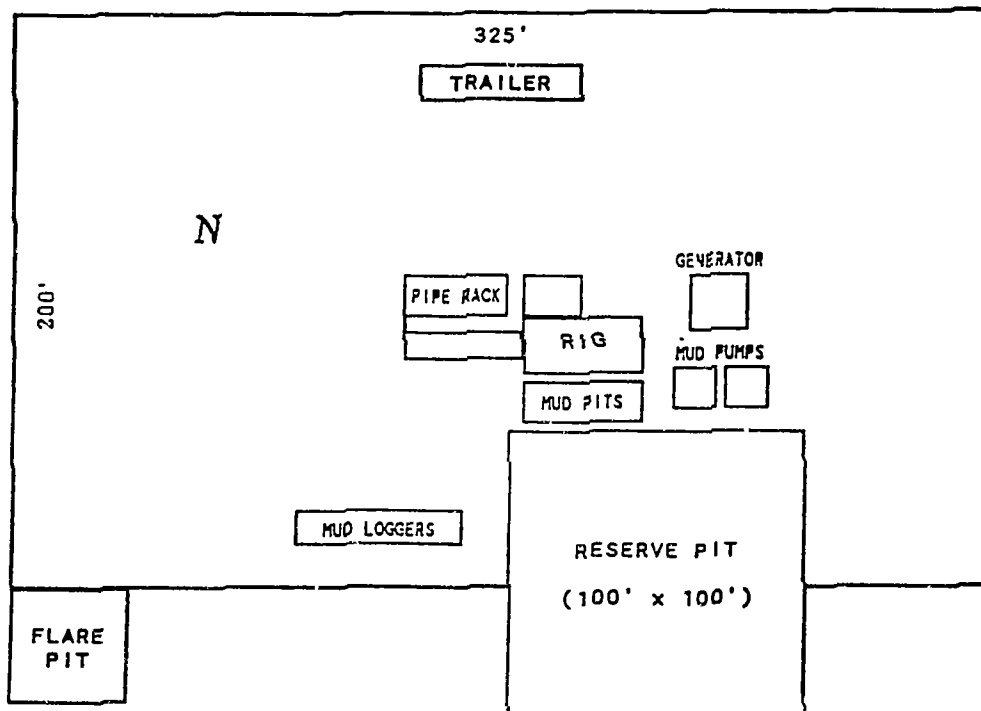 325'
TRAILER
N
200'
GENERATOR
PIPE RACK
RIG
MUD PUMPS
MUD PITS
MUD LOGGERS
RESERVE PIT
(100' x 100')
FLARE
PIT